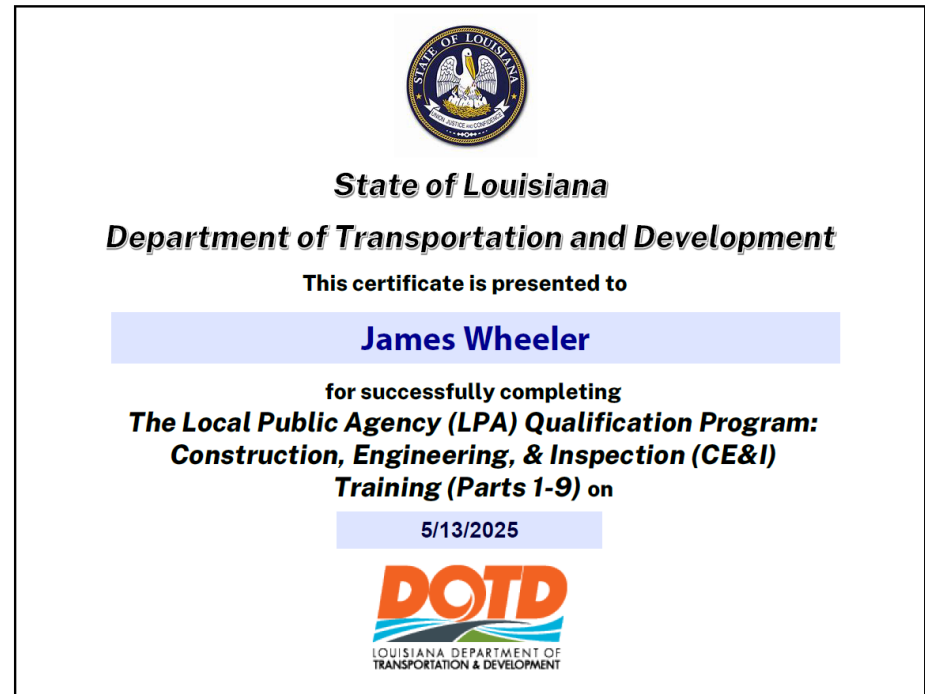 STATE OF LOUISIANA
UNION JUSTICE AND CONFIDENCE
State of Louisiana
Department of Transportation and Development
This certificate is presented to
James Wheeler
for successfully completing
The Local Public Agency (LPA) Qualification Program:
Construction, Engineering, & Inspection (CE&I)
Training (Parts 1-9) on
5/13/2025
DOTD
LOUISIANA DEPARTMENT OF
TRANSPORTATION & DEVELOPMENT